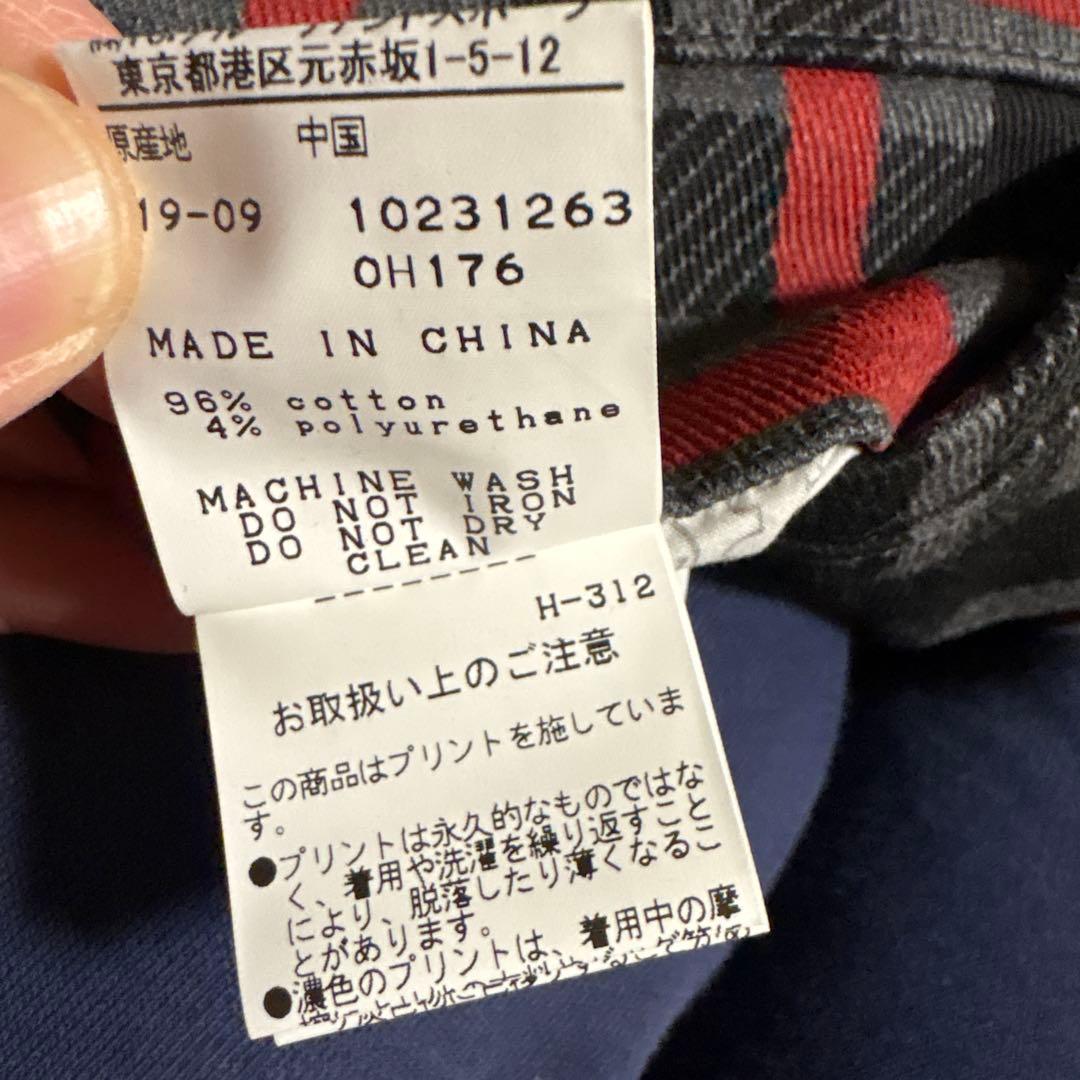 東京都港区元赤坂1-5-12
原産地 中国
19-09 10231263
OH176
MADE IN CHINA
96% cotton
4% polyurethane
MACHINE WASH
DO NOT IRON
DO NOT DRY
CLEAN
H-312
お取扱い上のご注意
この商品はプリントを施していま
す。
●プリントは永久的なものではな
く、着用や洗濯を繰り返すこと
により、脱落したり薄くなるこ
とがあります。
●濃色のプリントは、着用中の摩